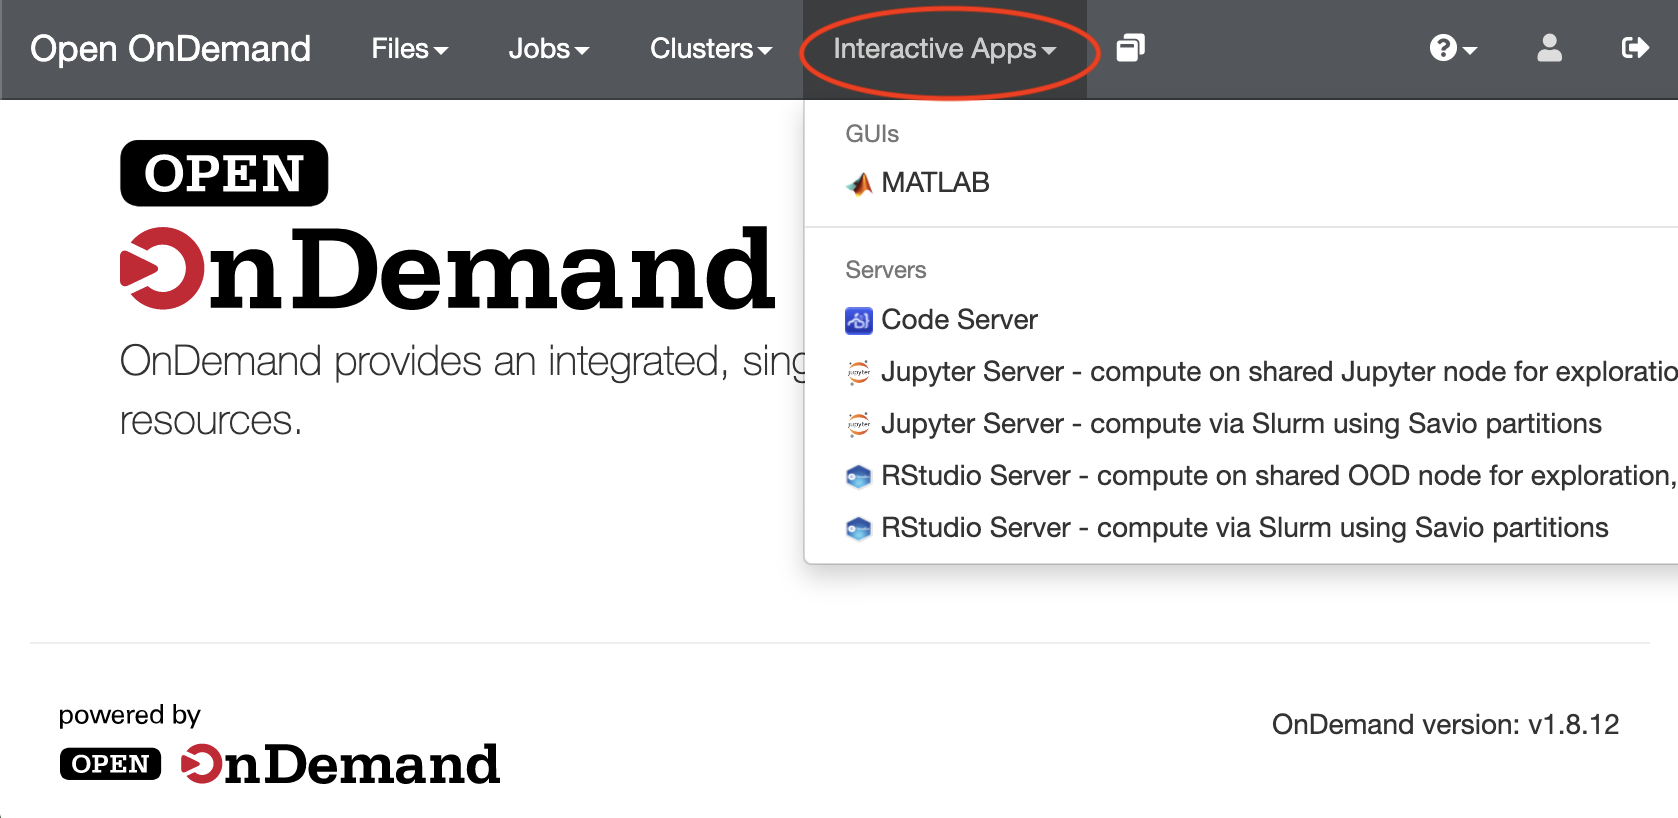 Open OnDemand Files Jobs Clusters Interactive Apps
GUIs
MATLAB
Servers
Code Server
Jupyter Server - compute on shared Jupyter node for exploratio
Jupyter Server - compute via Slurm using Savio partitions
RStudio Server - compute on shared OOD node for exploration,
RStudio Server - compute via Slurm using Savio partitions
OPEN
OnDemand
OnDemand provides an integrated, sing
resources.
powered by
OPEN OnDemand
OnDemand version: v1.8.12